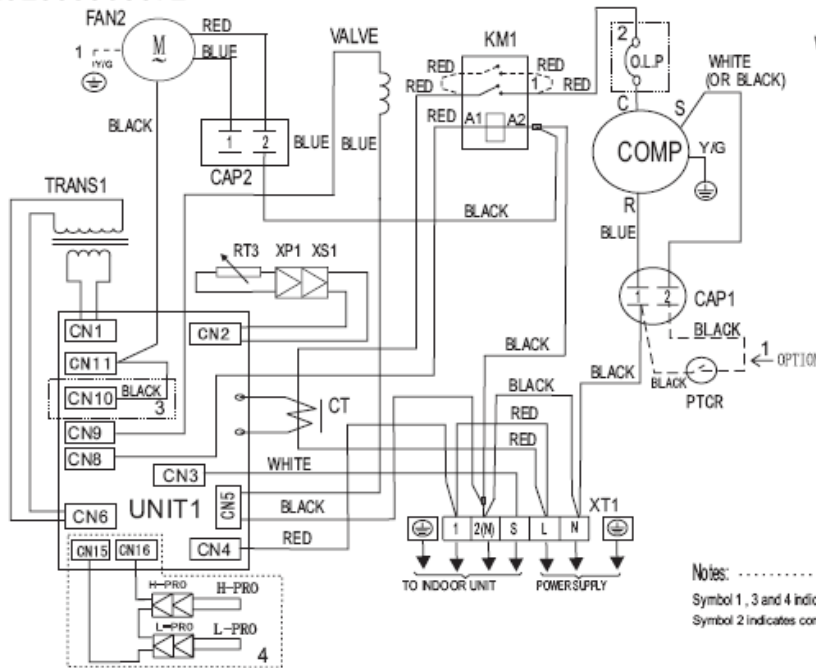 FAN2
RED
BLUE
M
~
1
Y/G
BLACK
1 2
CAP2
BLUE
VALVE
BLUE
KM1
RED
RED
RED
RED
1
RED
A1
A2
BLACK
2
O.L.P
C
S
WHITE
(OR BLACK)
COMP
Y/G
R
BLUE
1 2
CAP1
BLACK
BLACK
PTCR
1
OPTION
TRANS1
RT3
XP1
XS1
CN1
CN2
CN11
CN10
BLACK
3
CN9
CN8
CT
CN3
WHITE
UNIT1
CN5
BLACK
CN6
CN4
RED
CN15
CN16
H-PRO
H-PRO
L-PRO
L-PRO
4
BLACK
BLACK
RED
RED
XT1
1 2(N) S L N
TO INDOOR UNIT
POWER SUPPLY
Notes:
Symbol 1 , 3 and 4 indic
Symbol 2 indicates con